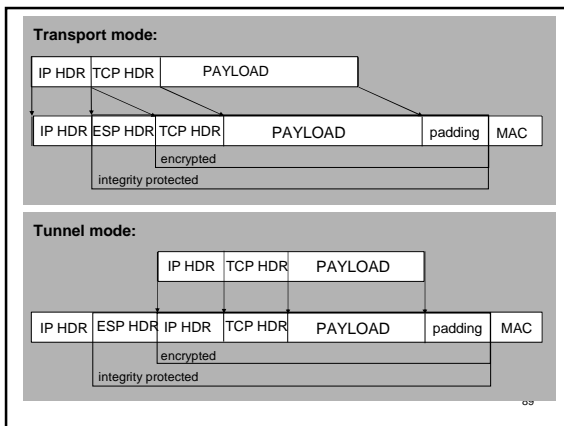 Transport mode:
IP HDR TCP HDR PAYLOAD
IP HDR ESP HDR TCP HDR PAYLOAD padding MAC
encrypted
integrity protected
Tunnel mode:
IP HDR TCP HDR PAYLOAD
IP HDR ESP HDR IP HDR TCP HDR PAYLOAD padding MAC
encrypted
integrity protected
89